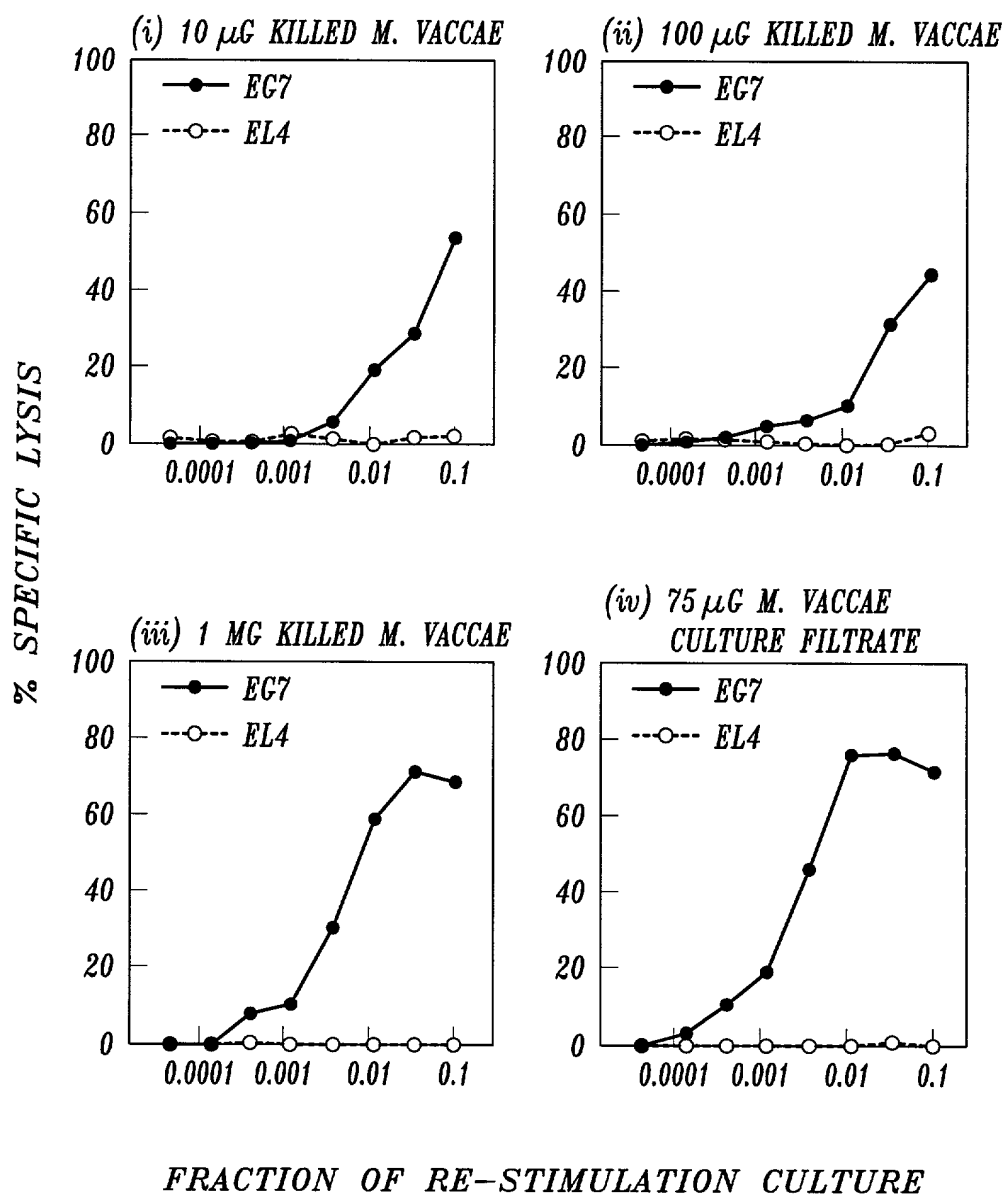 (i) 10 μG KILLED M. VACCAE
100
80
60
40
20
0
EG7
EL4
0.0001 0.001 0.01 0.1
(ii) 100 μG KILLED M. VACCAE
100
80
60
40
20
0
EG7
EL4
0.0001 0.001 0.01 0.1
% SPECIFIC LYSIS
(iii) 1 MG KILLED M. VACCAE
100
80
60
40
20
0
EG7
EL4
0.0001 0.001 0.01 0.1
(iv) 75 μG M. VACCAE
CULTURE FILTRATE
100
80
60
40
20
0
EG7
EL4
0.0001 0.001 0.01 0.1
FRACTION OF RE-STIMULATION CULTURE